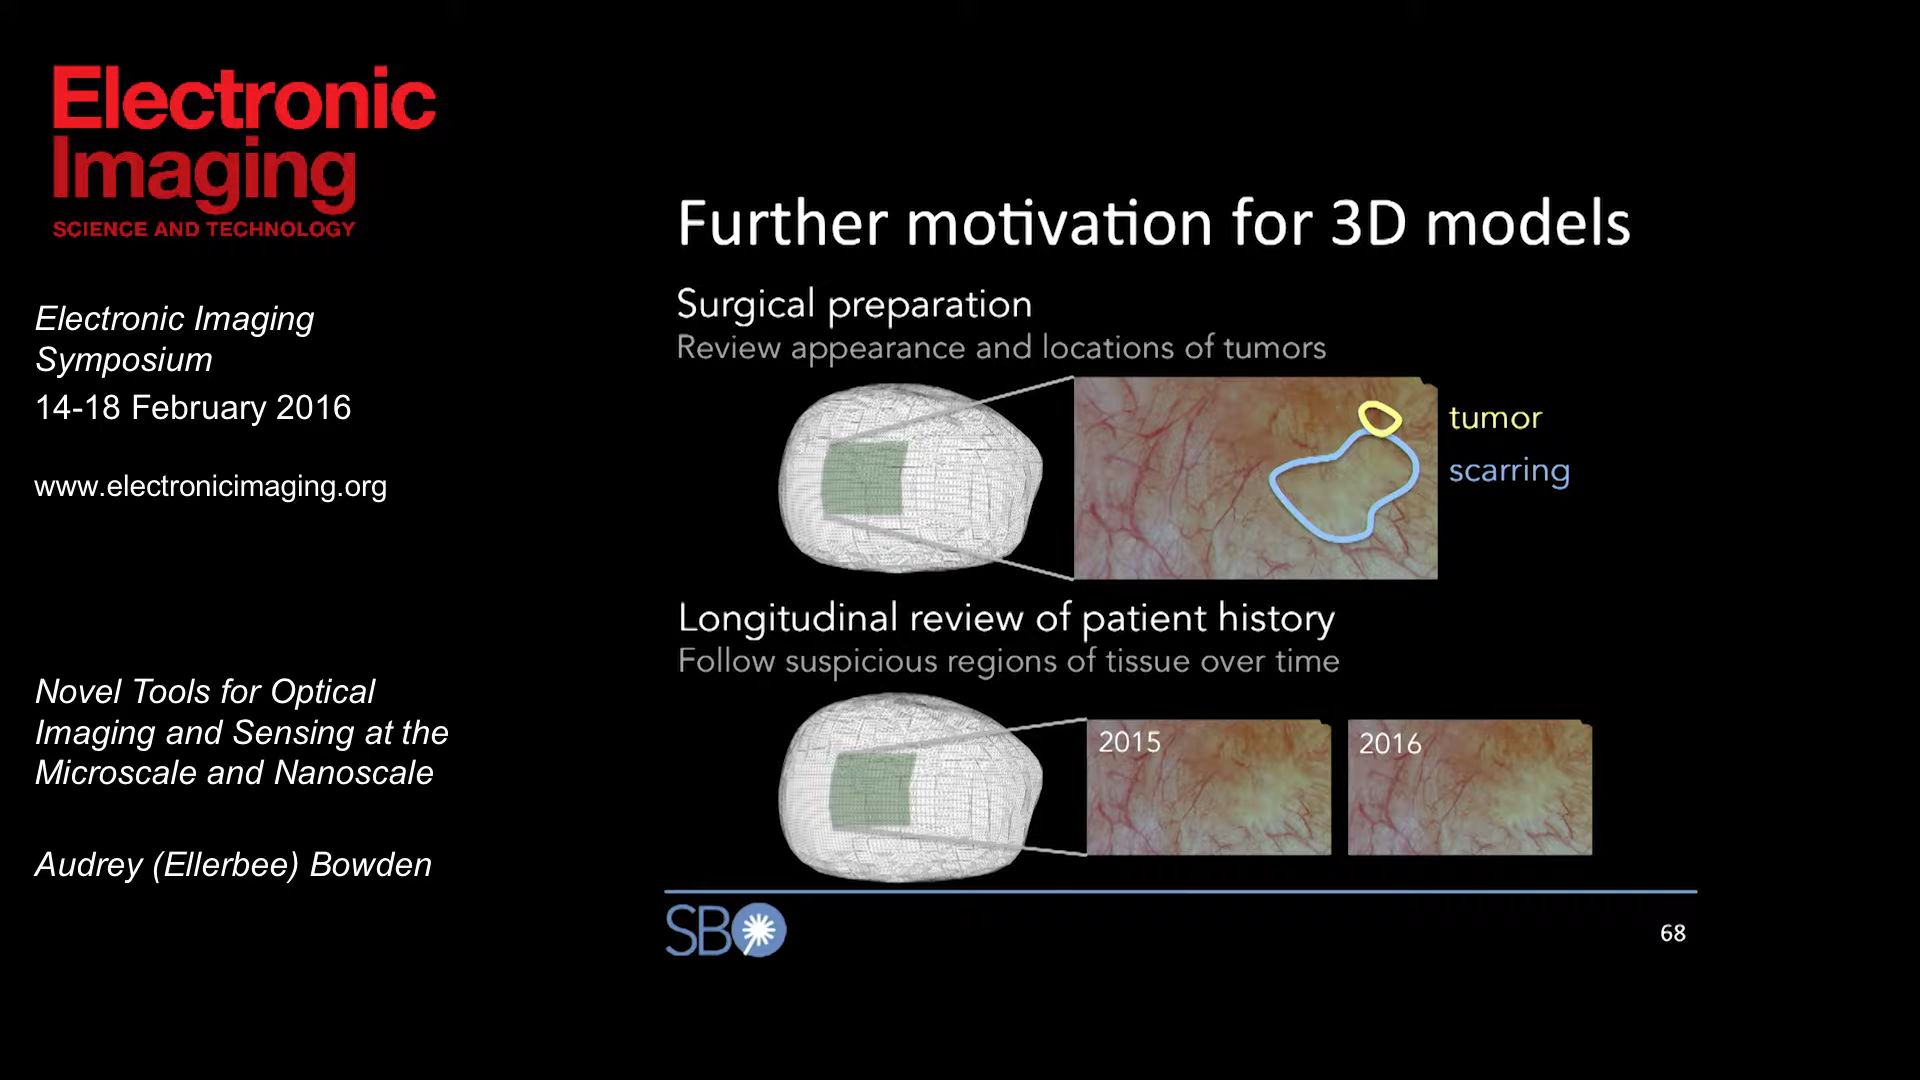 Electronic
Imaging
SCIENCE AND TECHNOLOGY
Electronic Imaging
Symposium
14-18 February 2016
www.electronicimaging.org
Novel Tools for Optical
Imaging and Sensing at the
Microscale and Nanoscale
Audrey (Ellerbee) Bowden
Further motivation for 3D models
Surgical preparation
Review appearance and locations of tumors
tumor
scarring
Longitudinal review of patient history
Follow suspicious regions of tissue over time
2015
2016
SBO
68